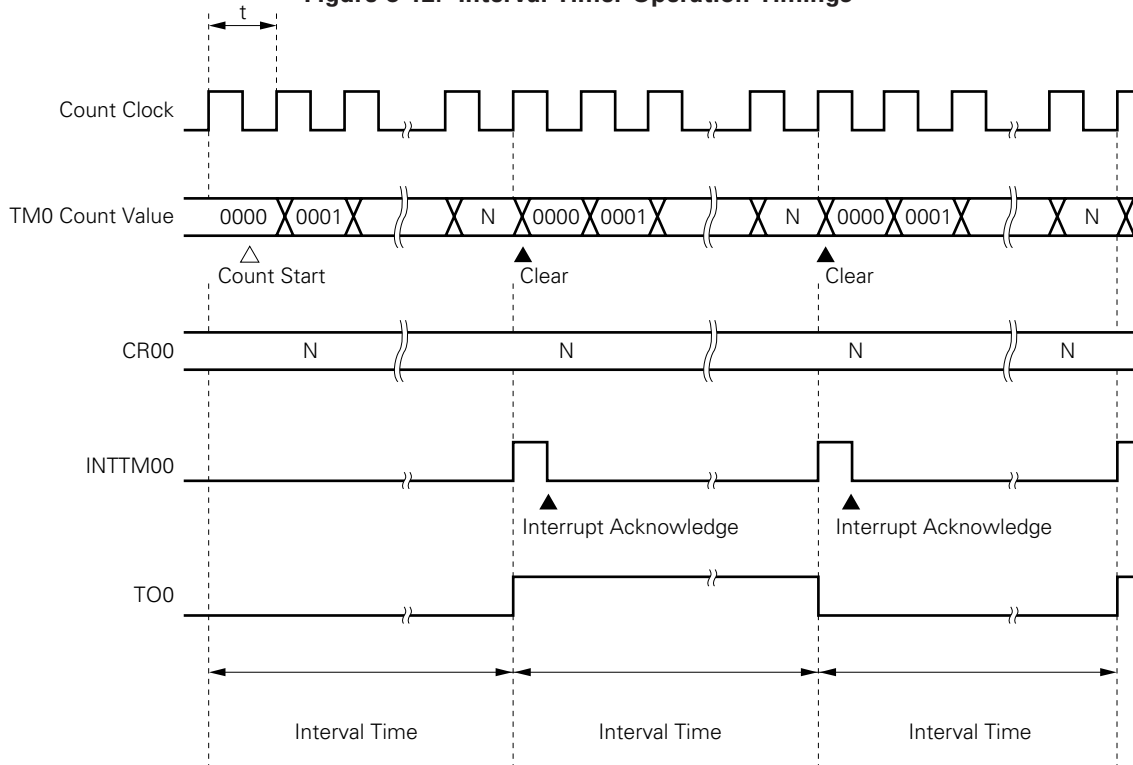 Figure 8-12. Interval Timer Operation Timings
t
Count Clock
TM0 Count Value
0000 0001 N 0000 0001 N 0000 0001 N
Count Start Clear Clear
CR00
N N N N
INTTM00
Interrupt Acknowledge Interrupt Acknowledge
TO0
Interval Time Interval Time Interval Time